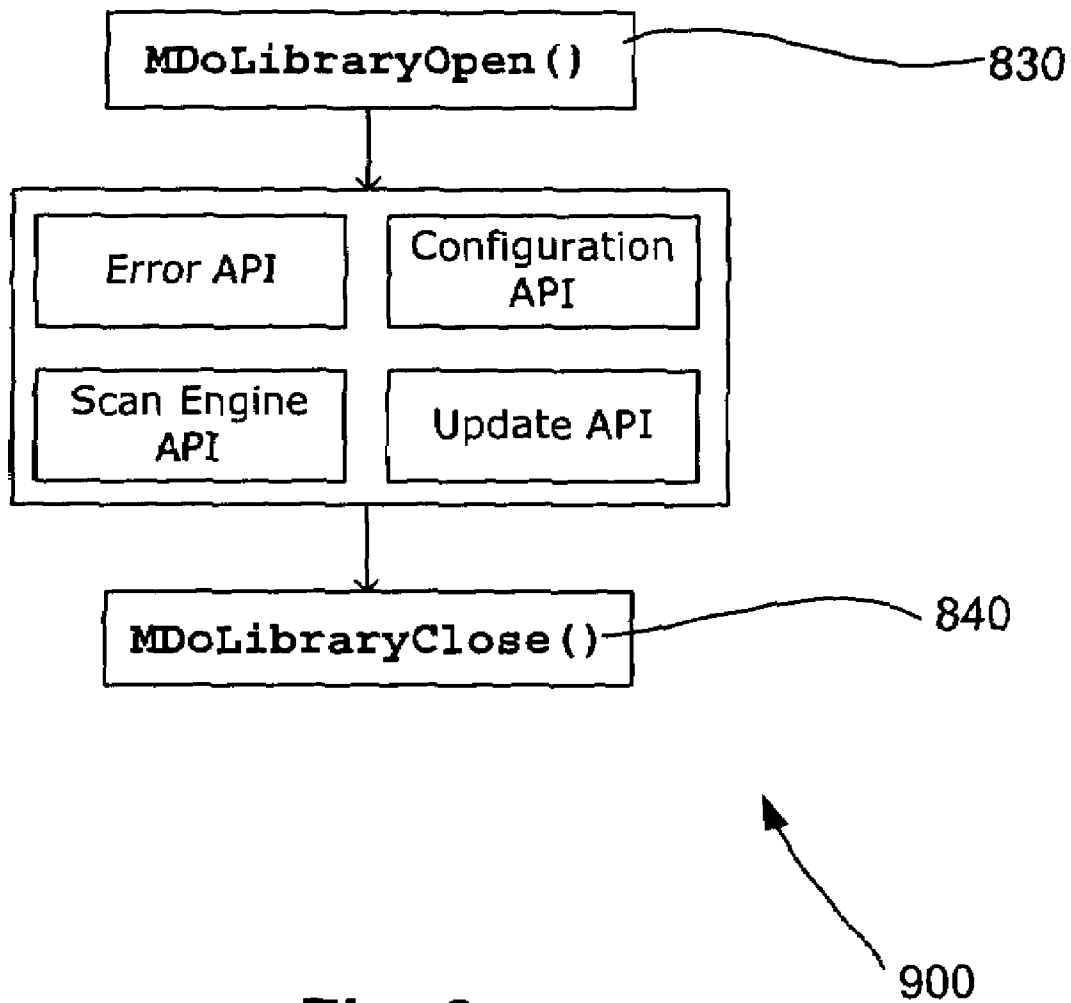 MDoLibraryOpen()
830
Error API
Configuration
API
Scan Engine
API
Update API
MDoLibraryClose()
840
900